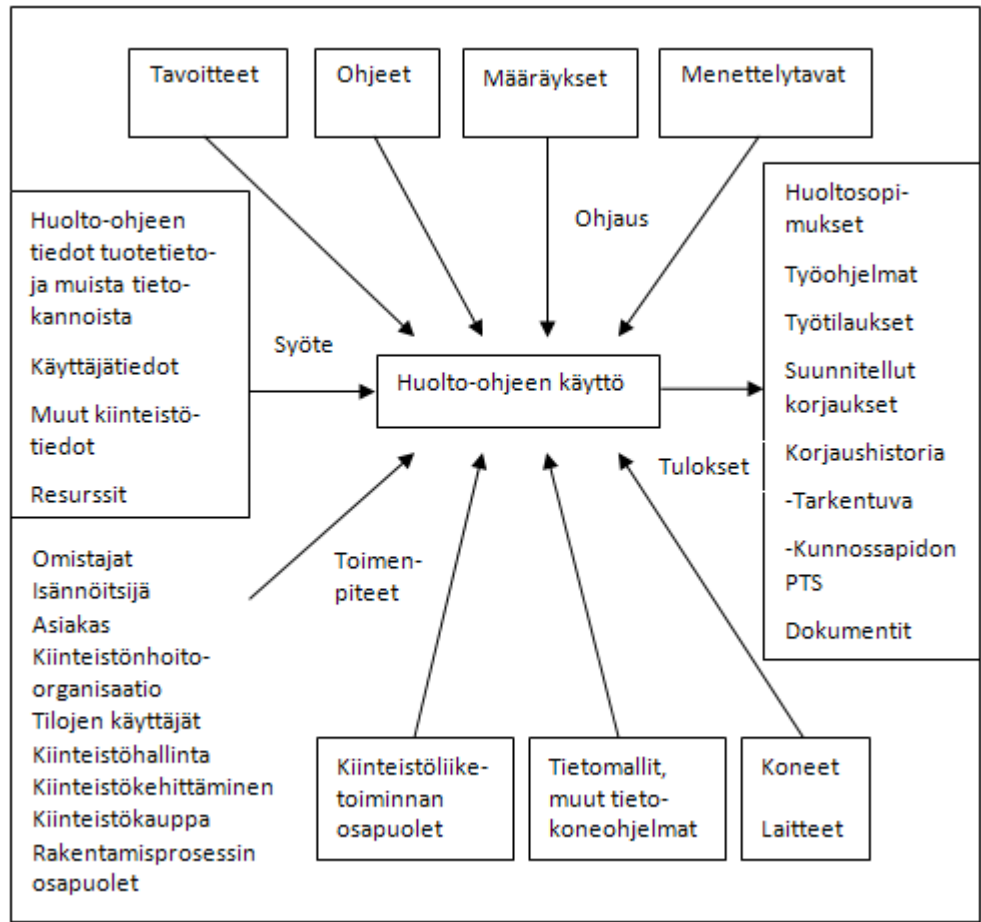 Tavoitteet
Ohjeet
Määräykset
Menettelytavat
Ohjaus
Huolto-ohjeen
tiedot tuotetieto-
ja muista tieto-
kannoista
Käyttäjätiedot
Muut kiinteistö-
tiedot
Resurssit
Syöte
Huolto-ohjeen käyttö
Huoltosopi-
mukset
Työohjelmat
Työtilaukset
Suunnitellut
korjaukset
Korjaushistoria
-Tarkentuva
-Kunnossapidon
PTS
Dokumentit
Tulokset
Toimen-
piteet
Omistajat
Isännöitsijä
Asiakas
Kiinteistönhoito-
organisaatio
Tilojen käyttäjät
Kiinteistöhallinta
Kiinteistökehittäminen
Kiinteistökauppa
Rakentamisprosessin
osapuolet
Kiinteistöliike-
toiminnan
osapuolet
Tietomallit,
muut tieto-
koneohjelmat
Koneet
Laitteet